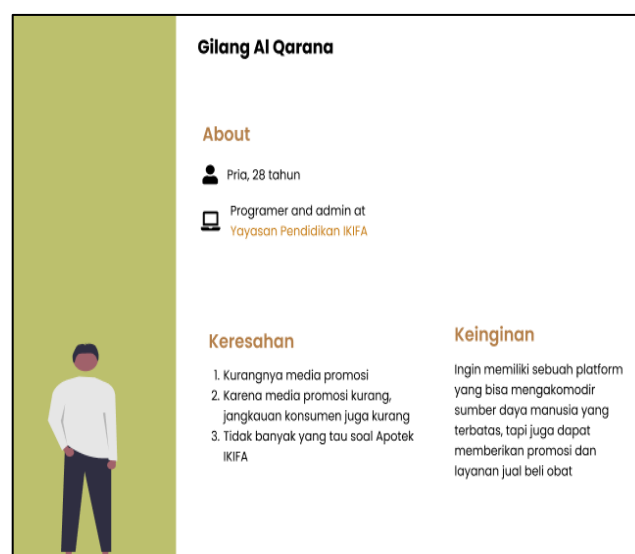 Gilang Al Qarana
About
Pria, 28 tahun
Programer and admin at
Yayasan Pendidikan IKIFA
Keresahan
1. Kurangnya media promosi
2. Karena media promosi kurang,
jangkauan konsumen juga kurang
3. Tidak banyak yang tau soal Apotek
IKIFA
Keinginan
Ingin memiliki sebuah platform
yang bisa mengakomodir
sumber daya manusia yang
terbatas, tapi juga dapat
memberikan promosi dan
layanan jual beli obat